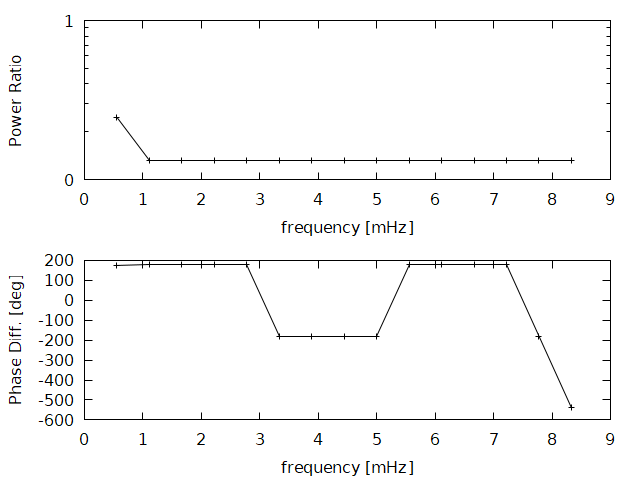 1
0
Power Ratio
0 1 2 3 4 5 6 7 8 9
frequency [mHz]
200
100
0
-100
-200
-300
-400
-500
-600
Phase Diff. [deg]
0 1 2 3 4 5 6 7 8 9
frequency [mHz]